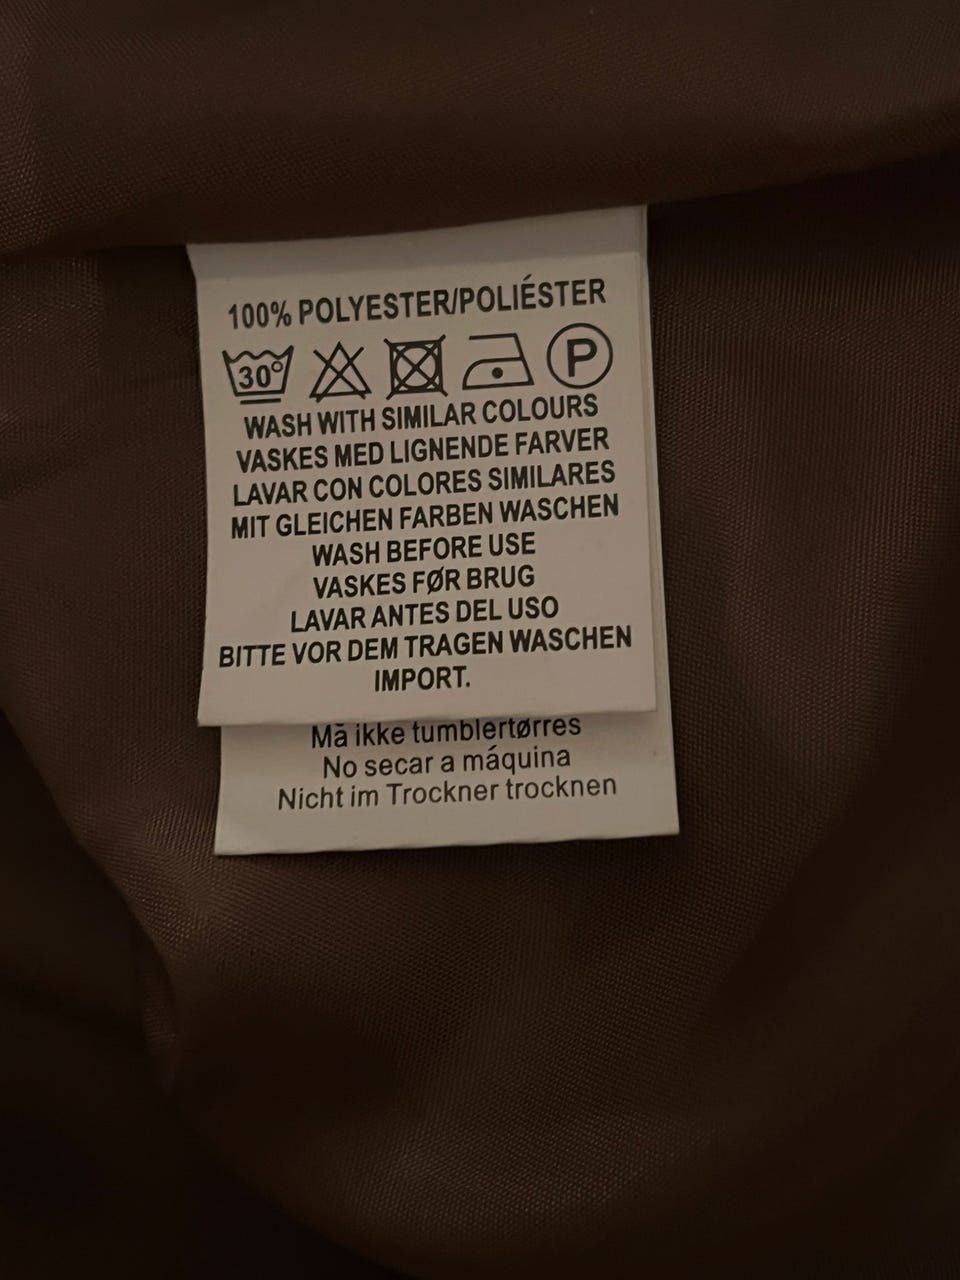 100% POLYESTER/POLIÉSTER
30° P
WASH WITH SIMILAR COLOURS
VASKES MED LIGNENDE FARVER
LAVAR CON COLORES SIMILARES
MIT GLEICHEN FARBEN WASCHEN
WASH BEFORE USE
VASKES FØR BRUG
LAVAR ANTES DEL USO
BITTE VOR DEM TRAGEN WASCHEN
IMPORT.
Må ikke tumblertørres
No secar a máquina
Nicht im Trockner trocknen